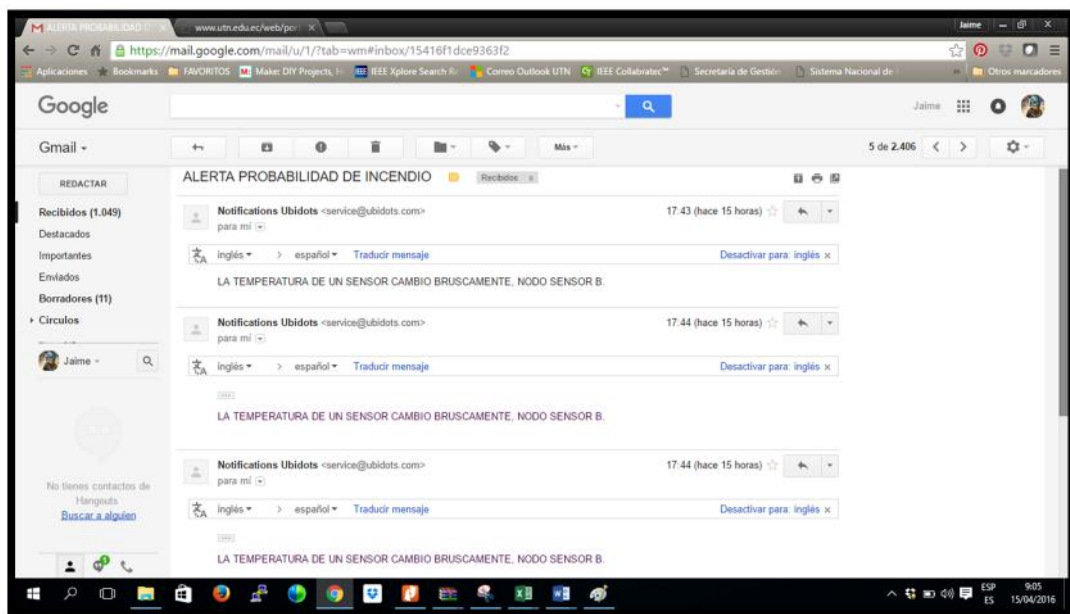 ALERTA PROBABILIDAD
www.utn.edu.ec/web/por
Jaime
https://mail.google.com/mail/u/1/?tab=wm#inbox/15416f1dce9363f2
Aplicaciones Bookmarks FAVORITOS Make: DIY Projects, H IEEE Xplore Search Re Correo Outlook UTN IEEE Collabratec™ Secretaría de Gestión Sistema Nacional de Otros marcadores
Google
Jaime
Gmail
Más
5 de 2.406
REDACTAR
Recibidos (1.049)
Destacados
Importantes
Enviados
Borradores (11)
Círculos
Jaime
No tienes contactos de
Hangouts
Buscar a alguien
ALERTA PROBABILIDAD DE INCENDIO Recibidos x
Notifications Ubidots <service@ubidots.com> 17:43 (hace 15 horas)
para mí
inglés > español Traducir mensaje Desactivar para: inglés x
LA TEMPERATURA DE UN SENSOR CAMBIO BRUSCAMENTE, NODO SENSOR B.
Notifications Ubidots <service@ubidots.com> 17:44 (hace 15 horas)
para mí
inglés > español Traducir mensaje Desactivar para: inglés x
LA TEMPERATURA DE UN SENSOR CAMBIO BRUSCAMENTE, NODO SENSOR B.
Notifications Ubidots <service@ubidots.com> 17:44 (hace 15 horas)
para mí
inglés > español Traducir mensaje Desactivar para: inglés x
LA TEMPERATURA DE UN SENSOR CAMBIO BRUSCAMENTE, NODO SENSOR B.
ESP 9:05
ES 15/04/2016